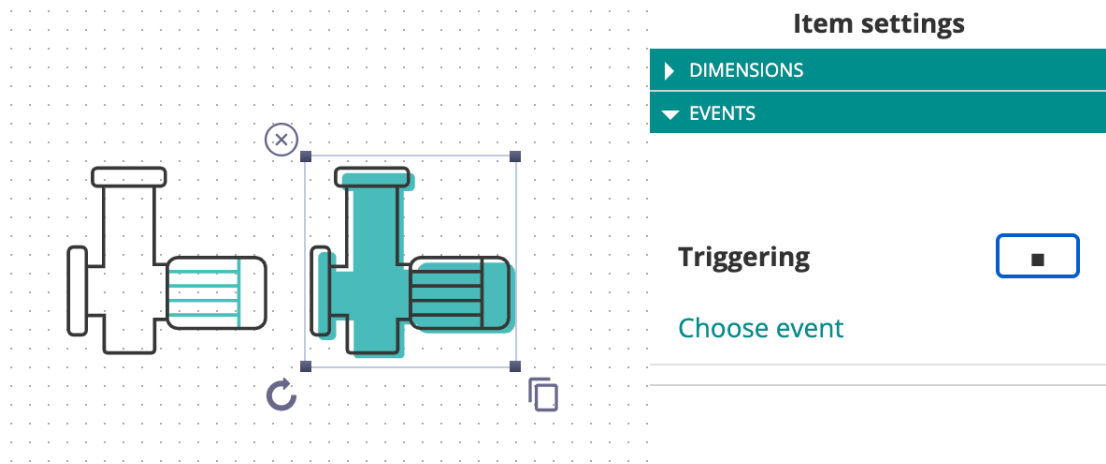 Item settings
DIMENSIONS
EVENTS
Triggering
Choose event